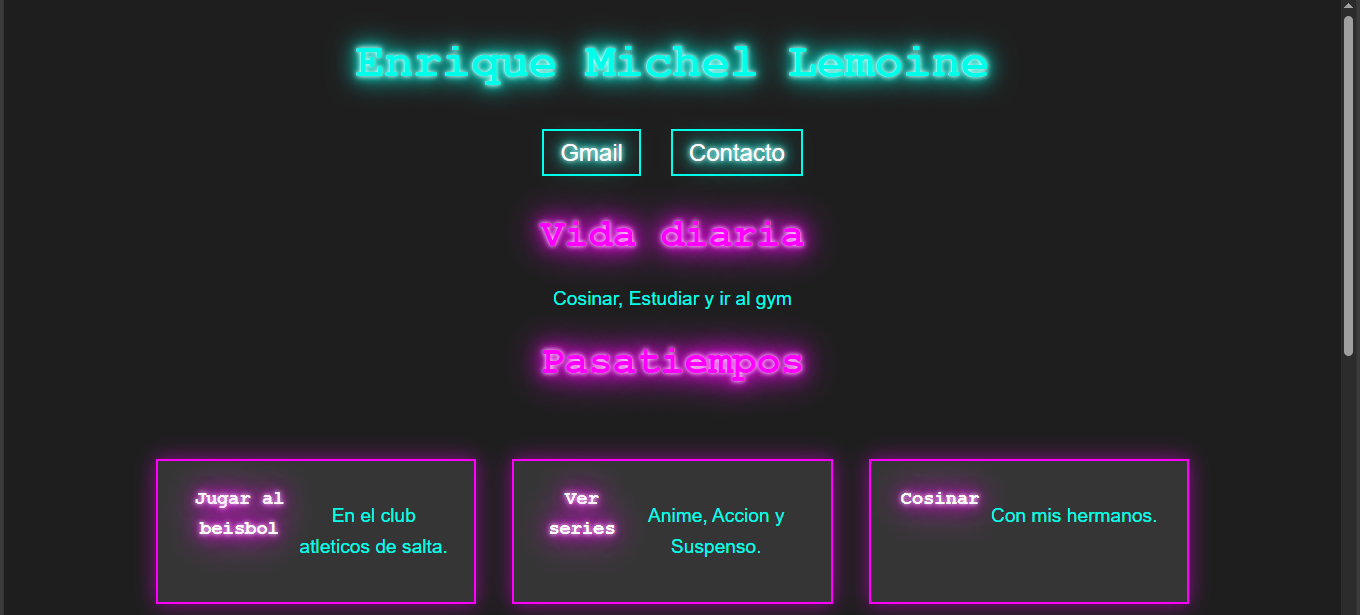 Enrique Michel Lemoine
Gmail
Contacto
Vida diaria
Cosinar, Estudiar y ir al gym
Pasatiempos
Jugar al
beisbol
En el club
atleticos de salta.
Ver
series
Anime, Accion y
Suspenso.
Cosinar
Con mis hermanos.